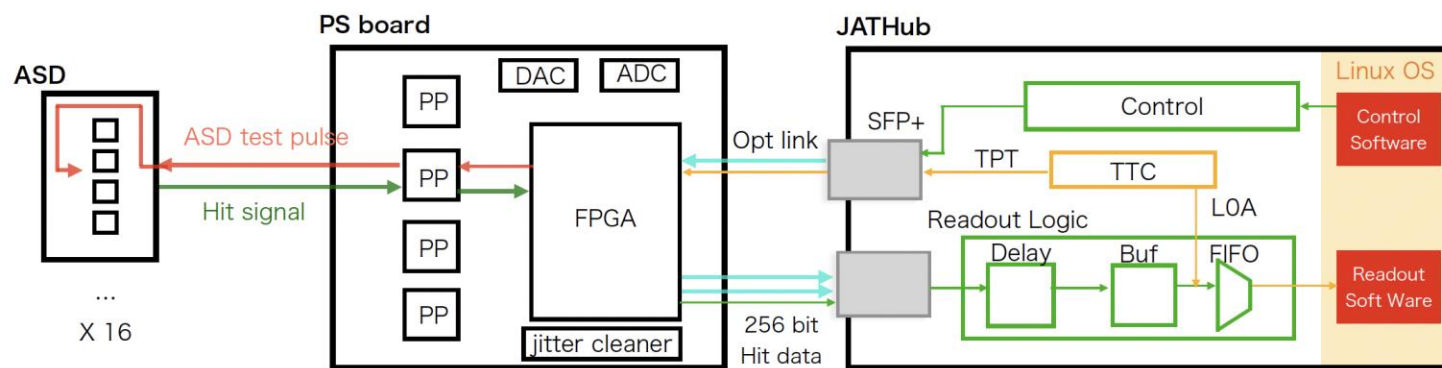 PS board
JATHub
ASD
DAC
ADC
Linux OS
PP
Control
Control
Software
SFP+
Opt link
ASD test pulse
TPT
PP
TTC
Hit signal
FPGA
L0A
Readout Logic
PP
Delay
Buf
FIFO
Readout
Soft Ware
...
PP
X 16
256 bit
Hit data
jitter cleaner